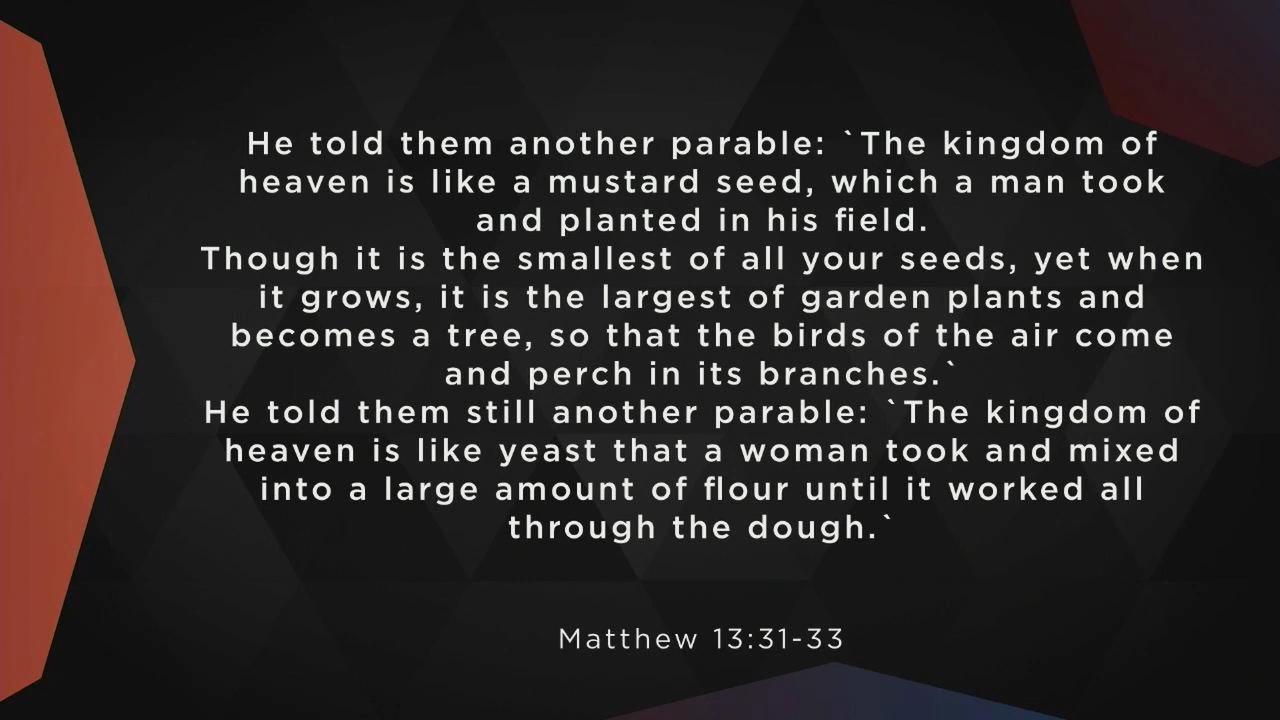 He told them another parable: `The kingdom of
heaven is like a mustard seed, which a man took
and planted in his field.
Though it is the smallest of all your seeds, yet when
it grows, it is the largest of garden plants and
becomes a tree, so that the birds of the air come
and perch in its branches.`
He told them still another parable: `The kingdom of
heaven is like yeast that a woman took and mixed
into a large amount of flour until it worked all
through the dough.`
Matthew 13:31-33